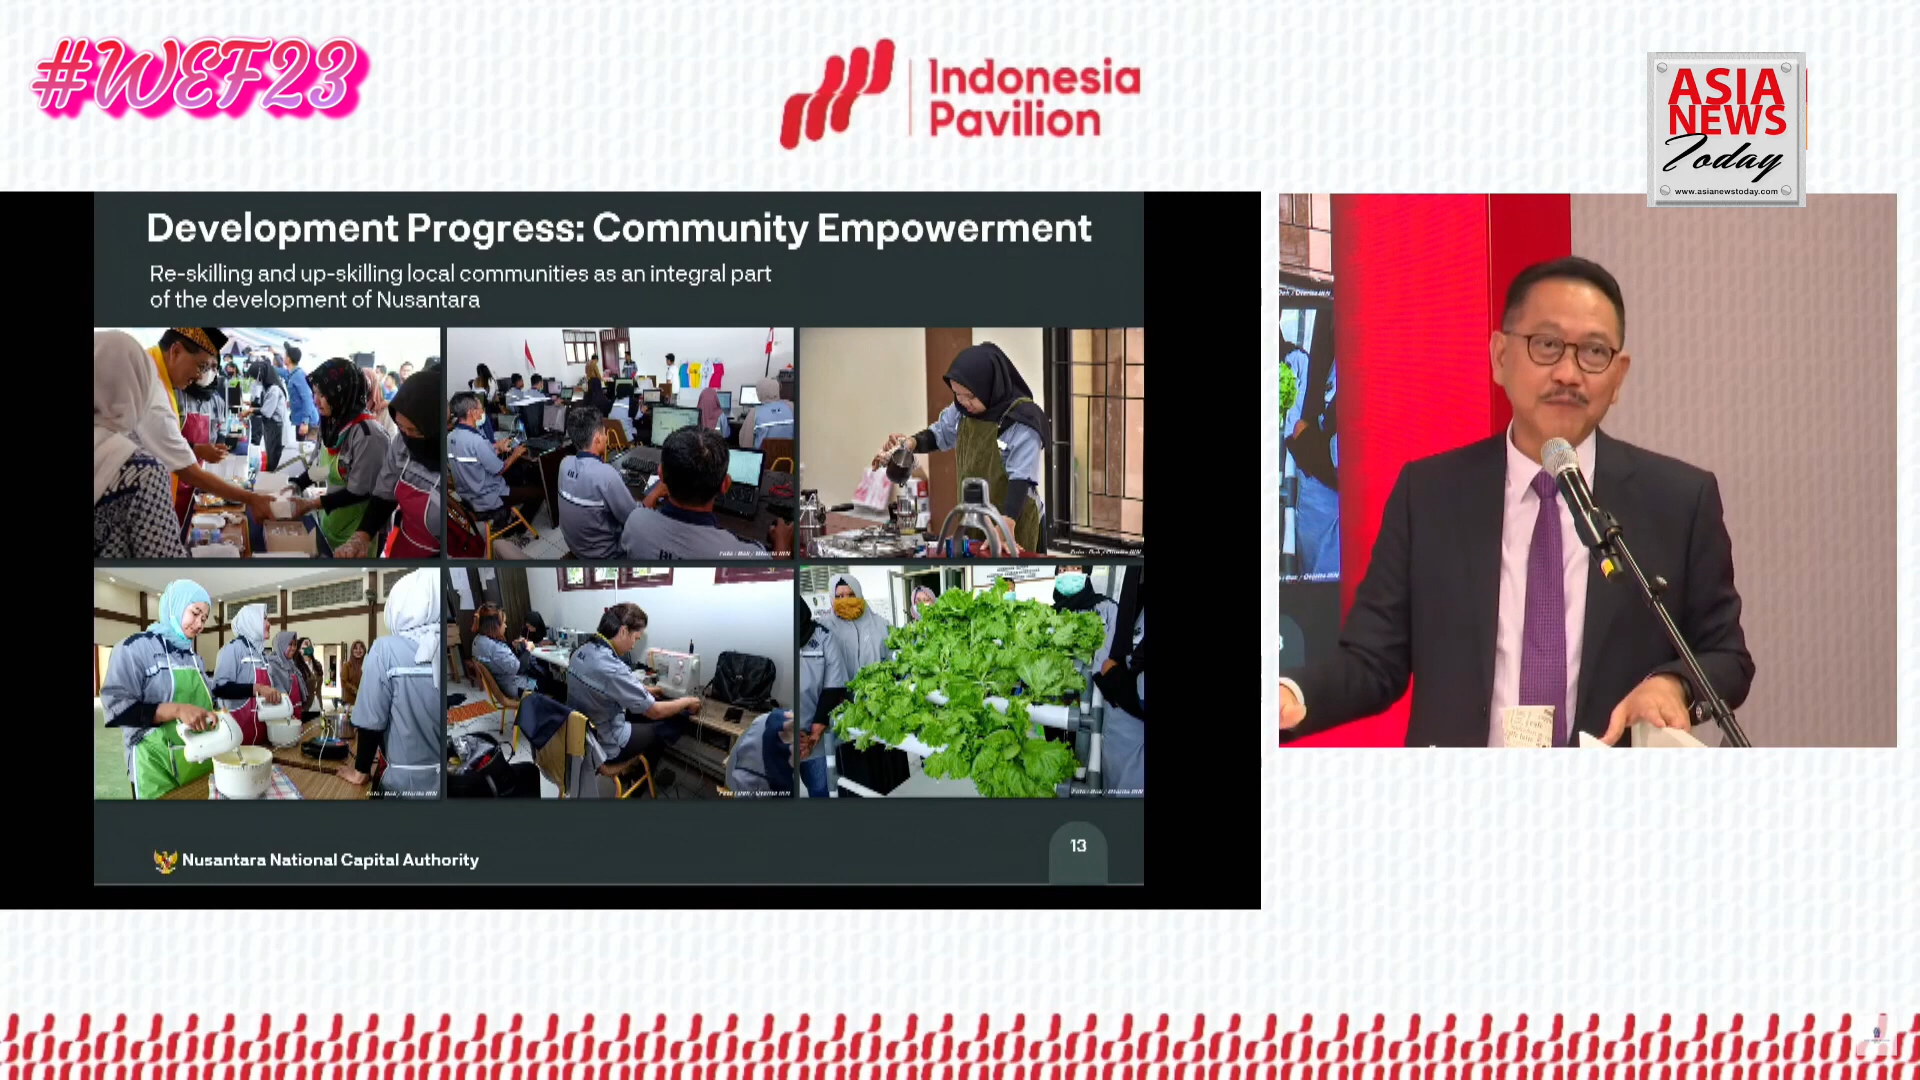 #WEF23
Indonesia
Pavilion
ASIA
NEWS
Today
www.asianewstoday.com
Development Progress: Community Empowerment
Re-skilling and up-skilling local communities as an integral part
of the development of Nusantara
Nusantara National Capital Authority
13